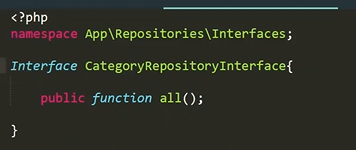 <?php
namespace App\Repositories\Interfaces;
Interface CategoryRepositoryInterface{
public function all();
}